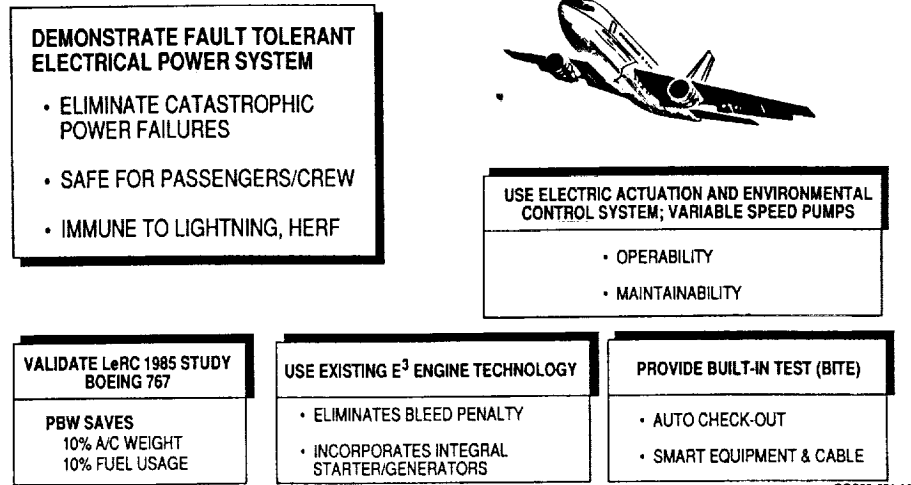 DEMONSTRATE FAULT TOLERANT
ELECTRICAL POWER SYSTEM
• ELIMINATE CATASTROPHIC
POWER FAILURES
• SAFE FOR PASSENGERS/CREW
• IMMUNE TO LIGHTNING, HERF
USE ELECTRIC ACTUATION AND ENVIRONMENTAL
CONTROL SYSTEM; VARIABLE SPEED PUMPS
• OPERABILITY
• MAINTAINABILITY
VALIDATE LeRC 1985 STUDY
BOEING 767
PBW SAVES
10% A/C WEIGHT
10% FUEL USAGE
USE EXISTING E³ ENGINE TECHNOLOGY
• ELIMINATES BLEED PENALTY
• INCORPORATES INTEGRAL
STARTER/GENERATORS
PROVIDE BUILT-IN TEST (BITE)
• AUTO CHECK-OUT
• SMART EQUIPMENT & CABLE